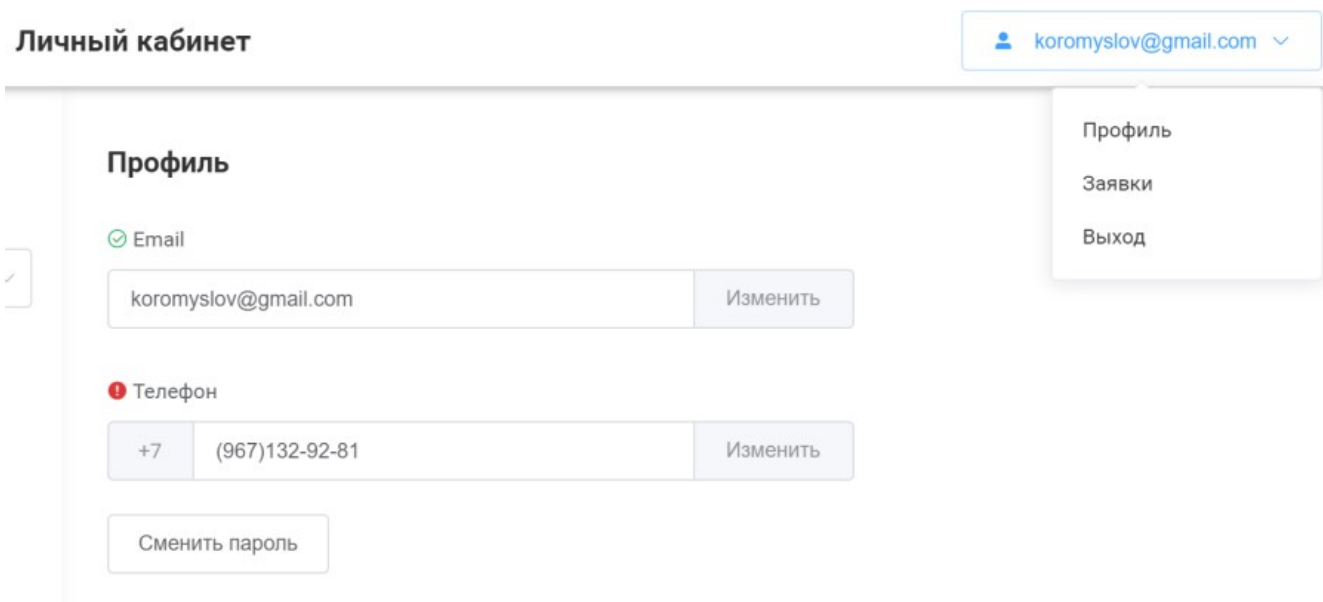 Личный кабинет
koromyslov@gmail.com
Профиль
Заявки
Выход
Профиль
Email
koromyslov@gmail.com
Изменить
Телефон
+7
(967)132-92-81
Изменить
Сменить пароль